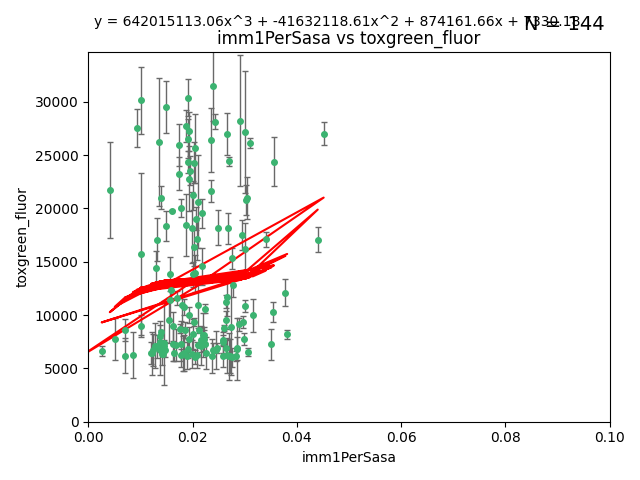 y = 642015113.06x^3 + -41632118.61x^2 + 874161.66x +
N = 144
imm1PerSasa vs toxgreen_fluor
30000
25000
20000
15000
10000
5000
0
toxgreen_fluor
0.00 0.02 0.04 0.06 0.08 0.10
imm1PerSasa